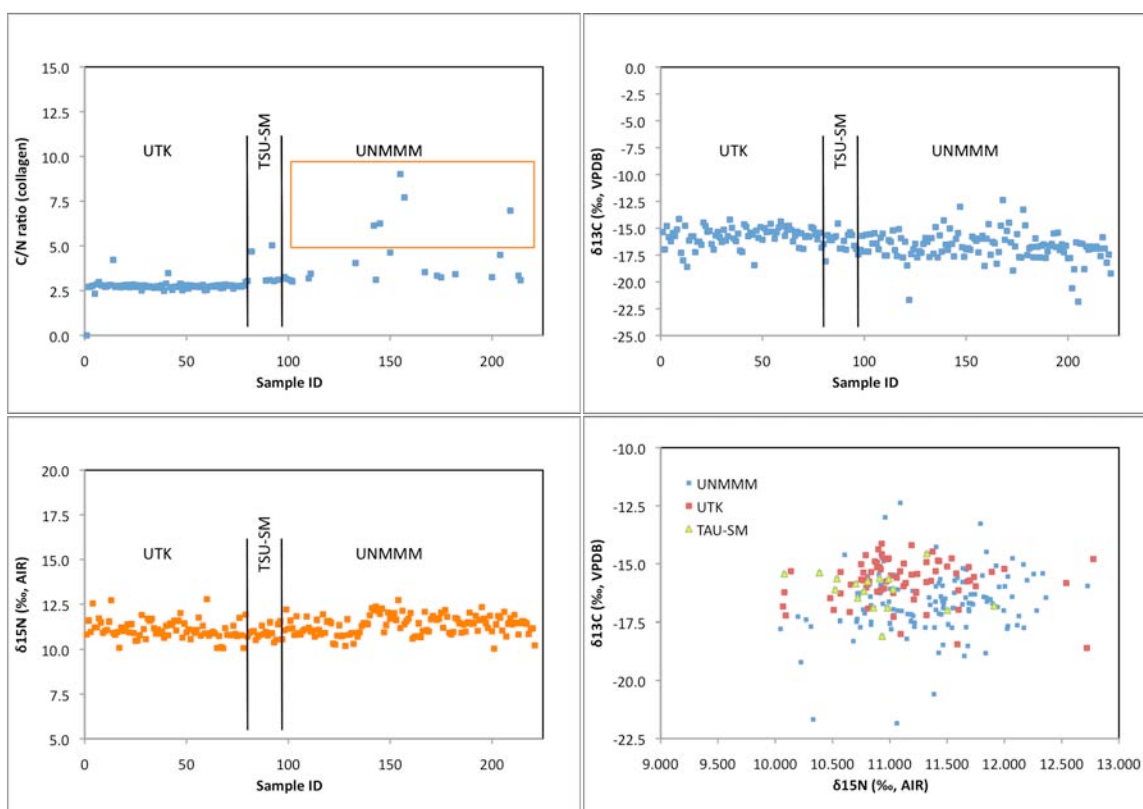 15.0
12.5
10.0
7.5
5.0
2.5
0.0
C/N ratio (collagen)
UTK
TSU-SM
UNMMM
0
50
100
150
200
Sample ID
0.0
-2.5
-5.0
-7.5
-10.0
-12.5
-15.0
-17.5
-20.0
-22.5
-25.0
δ13C (‰, VPDB)
UTK
TSU-SM
UNMMM
0
50
100
150
200
Sample ID
20.0
17.5
15.0
12.5
10.0
7.5
5.0
δ15N (‰, AIR)
UTK
TSU-SM
UNMMM
0
50
100
150
200
Sample ID
-10.0
-12.5
-15.0
-17.5
-20.0
-22.5
δ13C (‰, VPDB)
UNMMM
UTK
TAU-SM
9.000
9.500
10.000
10.500
11.000
11.500
12.000
12.500
13.000
δ15N (‰, AIR)